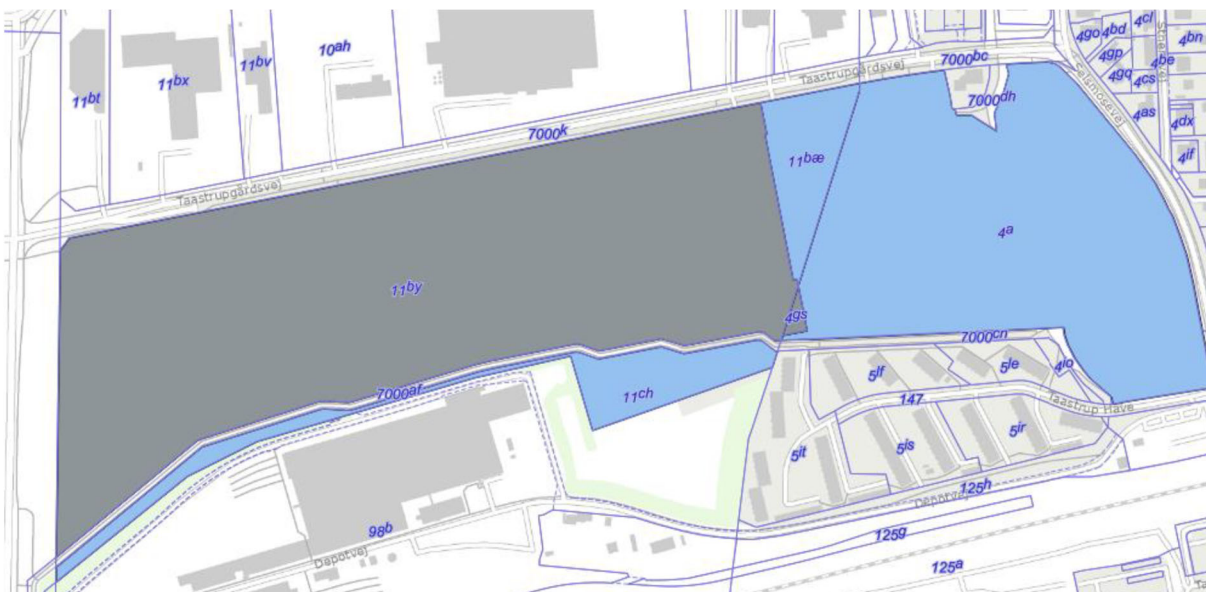 11bt
11bx
11bv
10ah
7000k
Taastrupgårdsvej
Taastrupgårdsvej
7000bc
7000dh
Selsmosevej
4go
4bd
4cl
4gp
4gq
4be
4cs
4bn
4as
4dx
4if
11bæ
4a
11by
4gs
7000cn
7000af
11ch
5lf
5le
4io
147
Taastrup Have
5it
5is
5ir
125h
Depotvej
98b
Depotvej
125g
125a